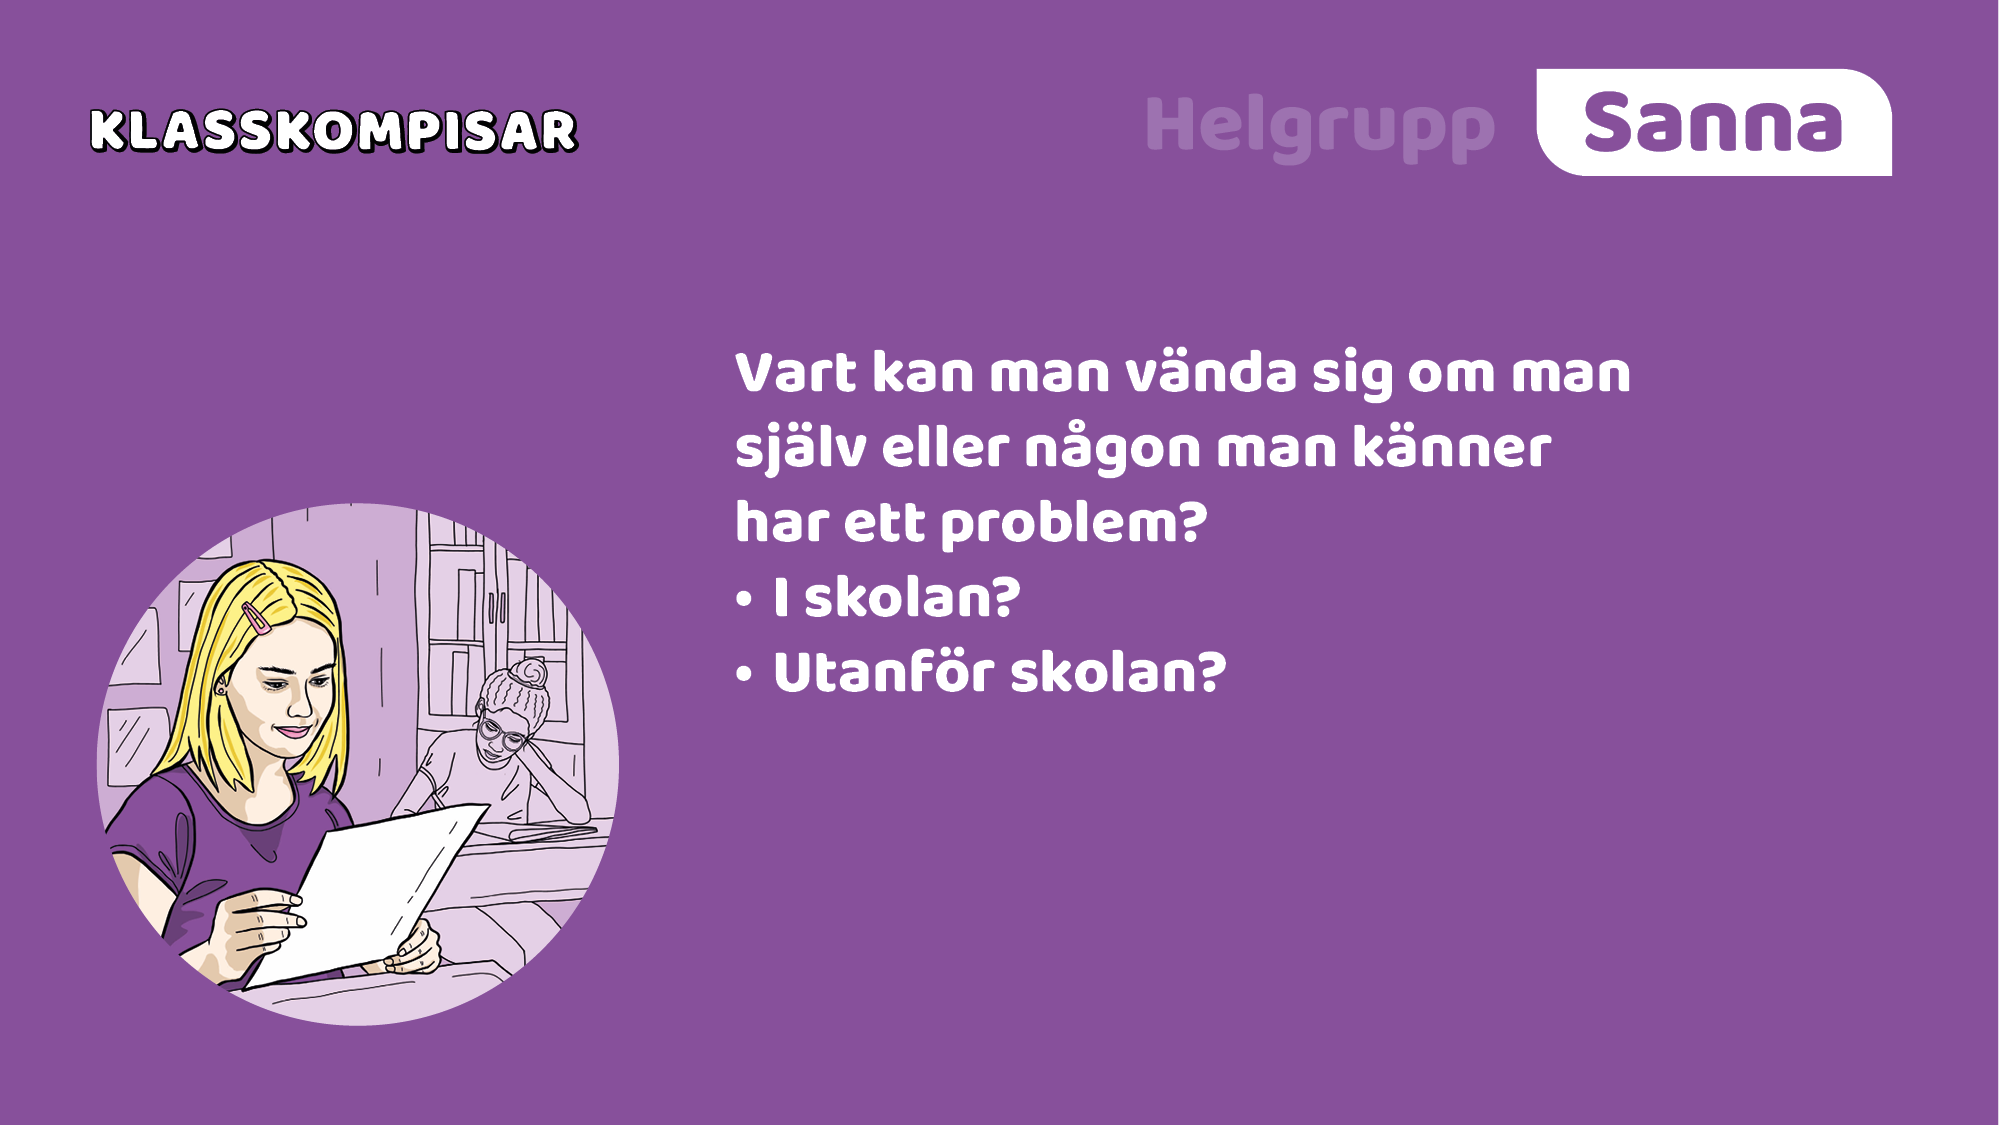 KLASSKOMPISAR
Helgrupp
Sanna
Vart kan man vända sig om man
själv eller någon man känner
har ett problem?
• I skolan?
• Utanför skolan?